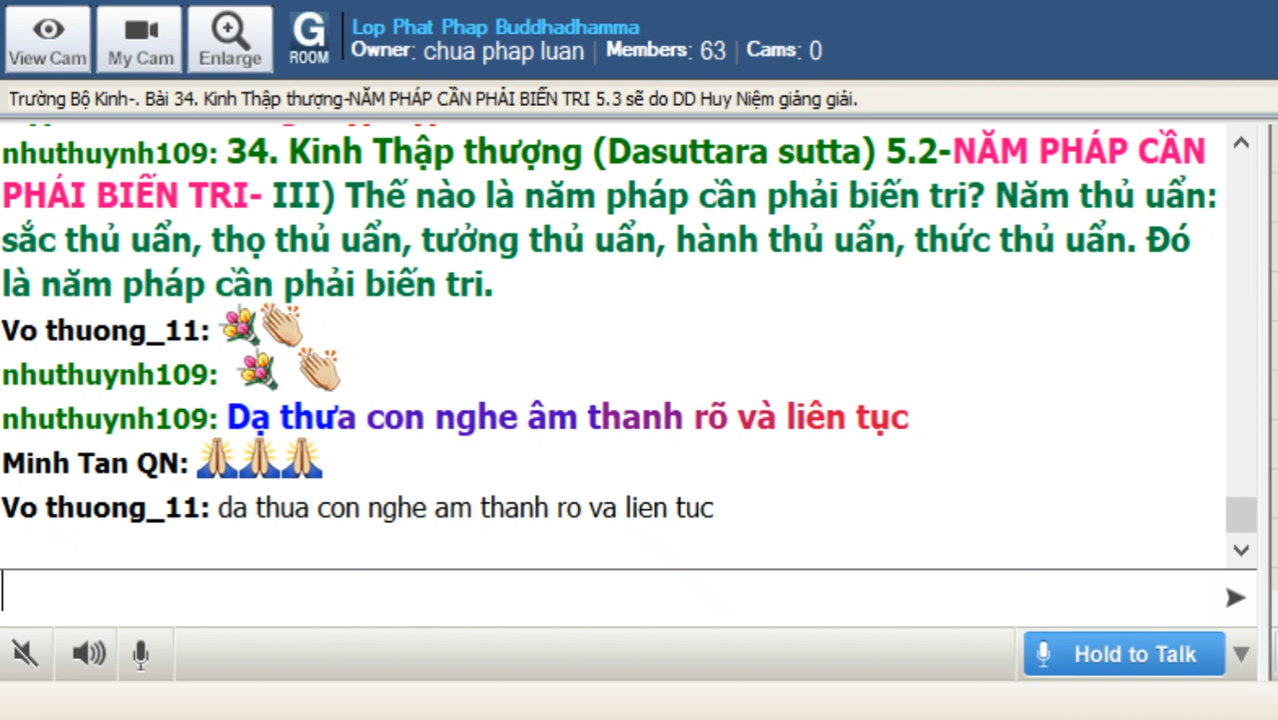 View Cam
My Cam
Enlarge
G
ROOM
Lop Phat Phap Buddhadhamma
Owner: chua phap luan | Members: 63 | Cams: 0
Trường Bộ Kinh-. Bài 34. Kinh Thập thượng-NĂM PHÁP CẦN PHẢI BIẾN TRI 5.3 sẽ do DD Huy Niệm giảng giải.
nhuthuynh109: 34. Kinh Thập thượng (Dasuttara sutta) 5.2-NĂM PHÁP CẦN
PHẢI BIẾN TRI- III) Thế nào là năm pháp cần phải biến tri? Năm thủ uẩn:
sắc thủ uẩn, thọ thủ uẩn, tưởng thủ uẩn, hành thủ uẩn, thức thủ uẩn. Đó
là năm pháp cần phải biến tri.
Vo thuong_11:
nhuthuynh109:
nhuthuynh109: Dạ thưa con nghe âm thanh rõ và liên tục
Minh Tan QN:
Vo thuong_11: da thua con nghe am thanh ro va lien tuc
Hold to Talk